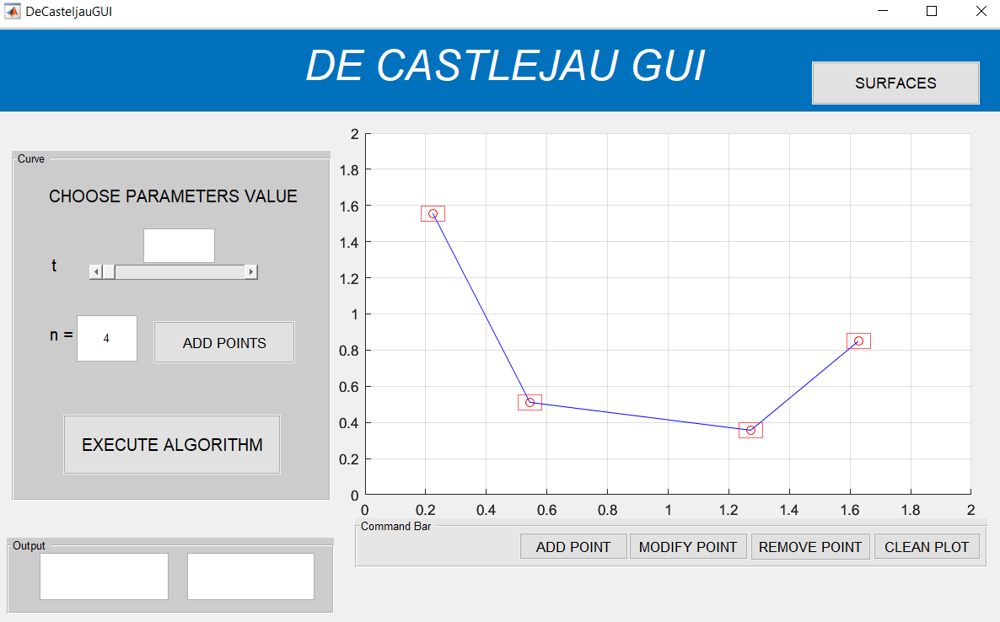 DeCasteljauGUI
DE CASTLEJAU GUI
SURFACES
Curve
CHOOSE PARAMETERS VALUE
t
n =
4
ADD POINTS
EXECUTE ALGORITHM
Output
2
1.8
1.6
1.4
1.2
1
0.8
0.6
0.4
0.2
0
0 0.2 0.4 0.6 0.8 1 1.2 1.4 1.6 1.8 2
Command Bar
ADD POINT MODIFY POINT REMOVE POINT CLEAN PLOT